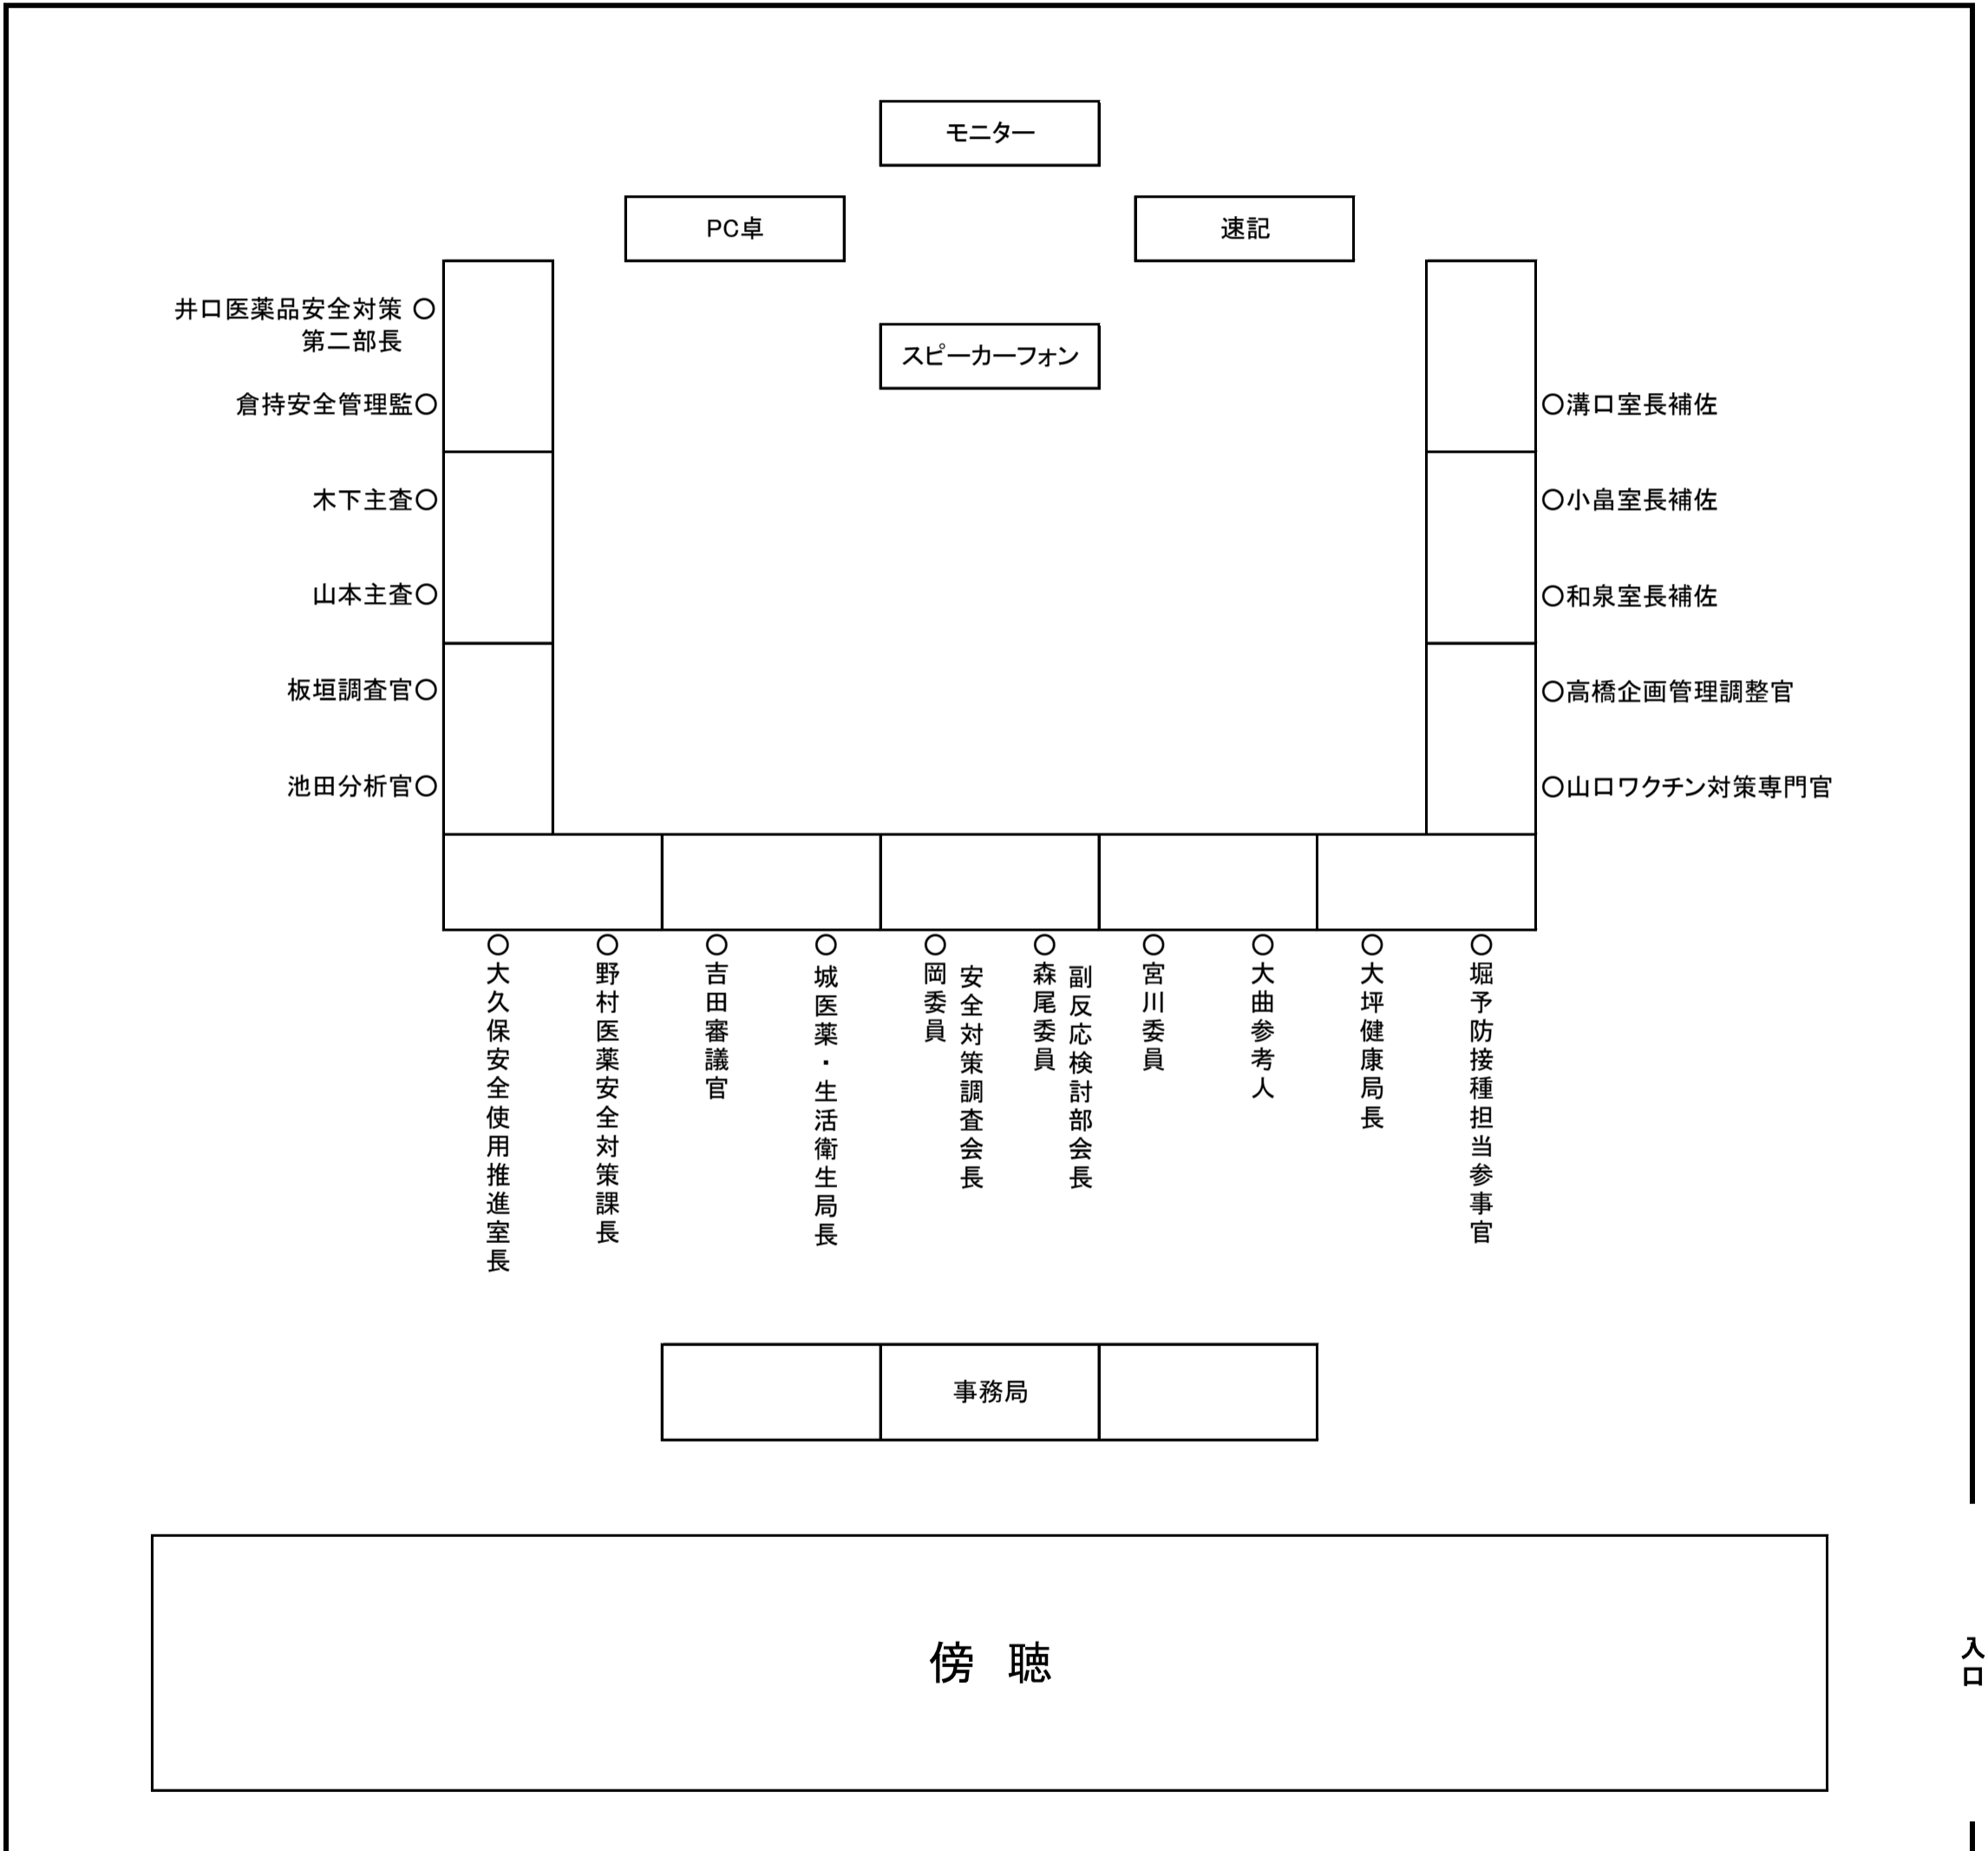 モニター
PC卓
速記
スピーカーフォン
井口医薬品安全対策
第二部長
倉持安全管理監
木下主査
山本主査
板垣調査官
池田分析官
溝口室長補佐
小畠室長補佐
和泉室長補佐
高橋企画管理調整官
山口ワクチン対策専門官
大久保安全使用推進室長
野村医薬安全対策課長
吉田審議官
城医薬・生活衛生局長
岡委員
安全対策調査会長
森尾委員
副反応検討部会長
宮川委員
大曲参考人
大坪健康局長
堀予防接種担当参事官
事務局
傍 聴
入口